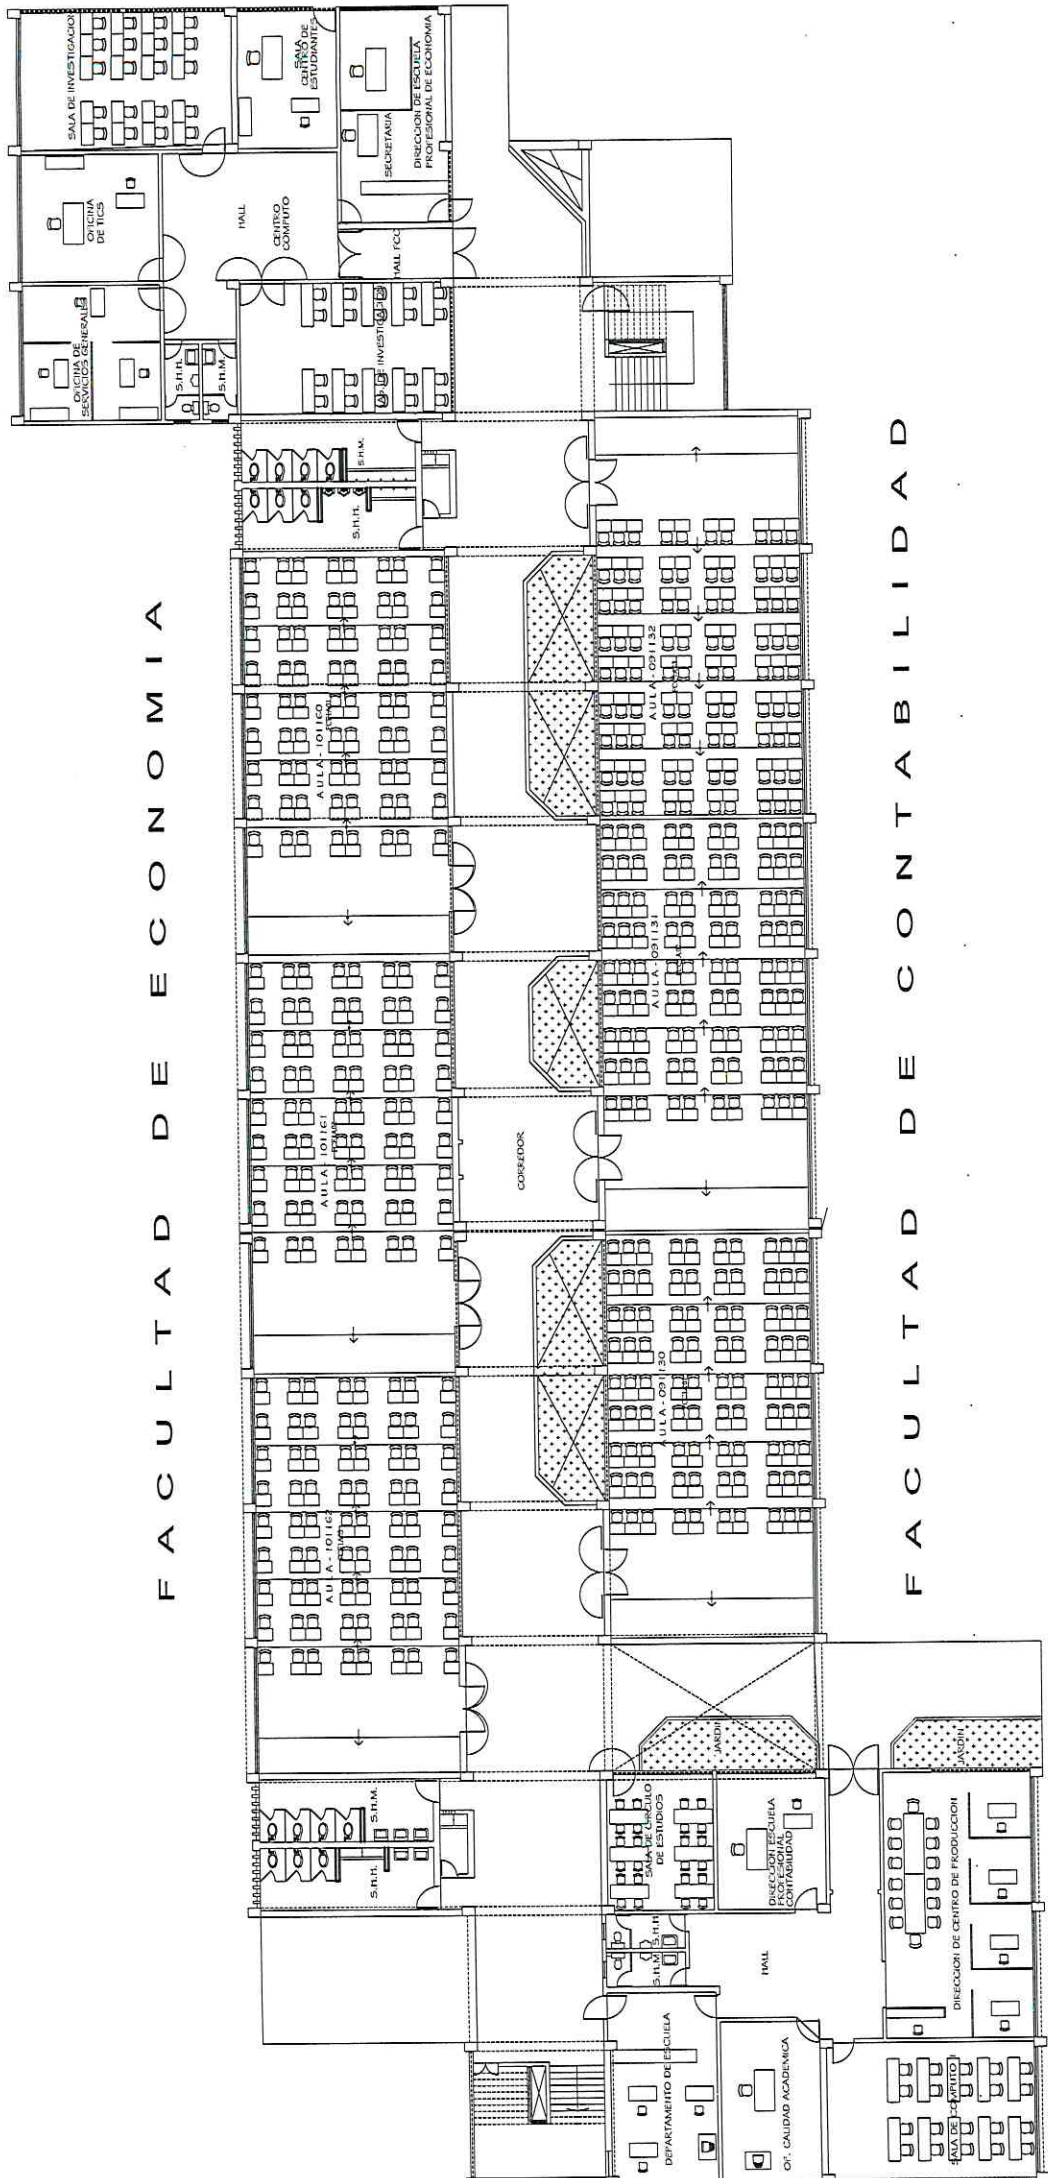 FACULTAD DE ECONOMIA
FACULTAD DE CONTABILIDAD
SALA DE INVESTIGACION
SALA
CENTRO DE
ESTUDIANTES
DIRECCION DE ESCUELA
PROFESIONAL DE ECONOMIA
SECRETARIA
OFICINA
DE TICS
HALL
CENTRO
COMPUTO
HALL FCC
OFICINA DE
SERVICIOS GENERALES
S.H.H.
S.H.M.
DE INVESTIGACION
S.H.M.
S.H.H.
AULA-101160
AULA-091132
AULA-091131
AULA-101161
CORREDOR
AULA-091130
AULA-101162
JARDIN
JARDIN
S.H.M.
S.H.H.
SALA DE CIRCULO
DE ESTUDIOS
DIRECCION ESCUELA
PROFESIONAL
CONTABILIDAD
DIRECCION DE CENTRO DE PRODUCCION
S.H.M.
S.H.H
HALL
DEPARTAMENTO DE ESCUELA
OF. CALIDAD ACADEMICA
SALA DE COMPUTO